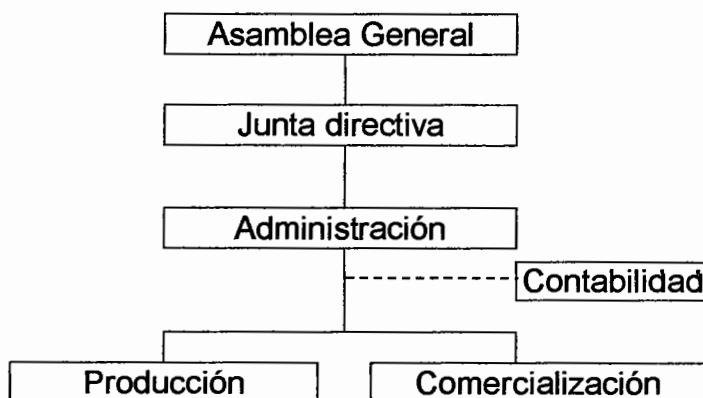 Asamblea General
Junta directiva
Administración
Contabilidad
Producción
Comercialización